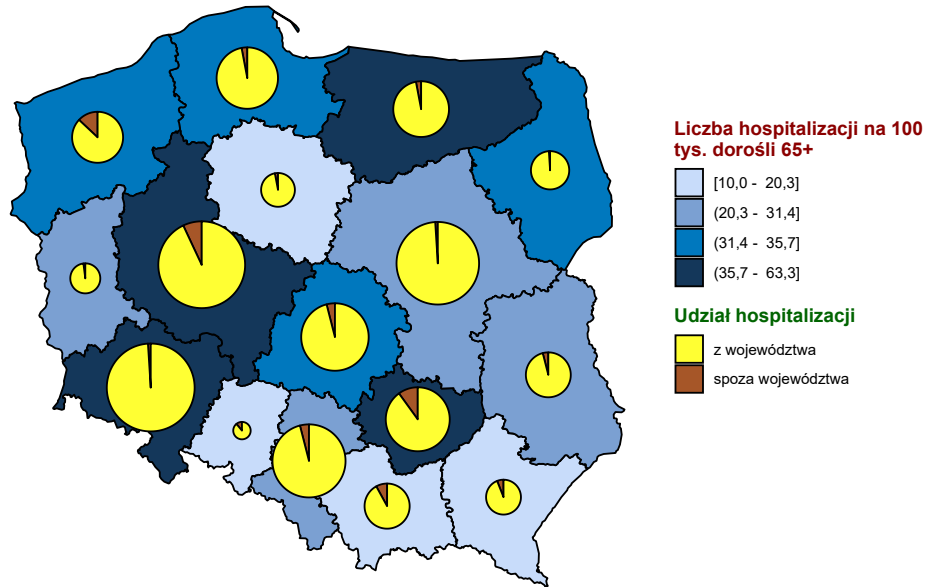 Liczba hospitalizacji na 100
tys. dorośli 65+
[10,0 - 20,3]
(20,3 - 31,4]
(31,4 - 35,7]
(35,7 - 63,3]
Udział hospitalizacji
z województwa
spoza województwa